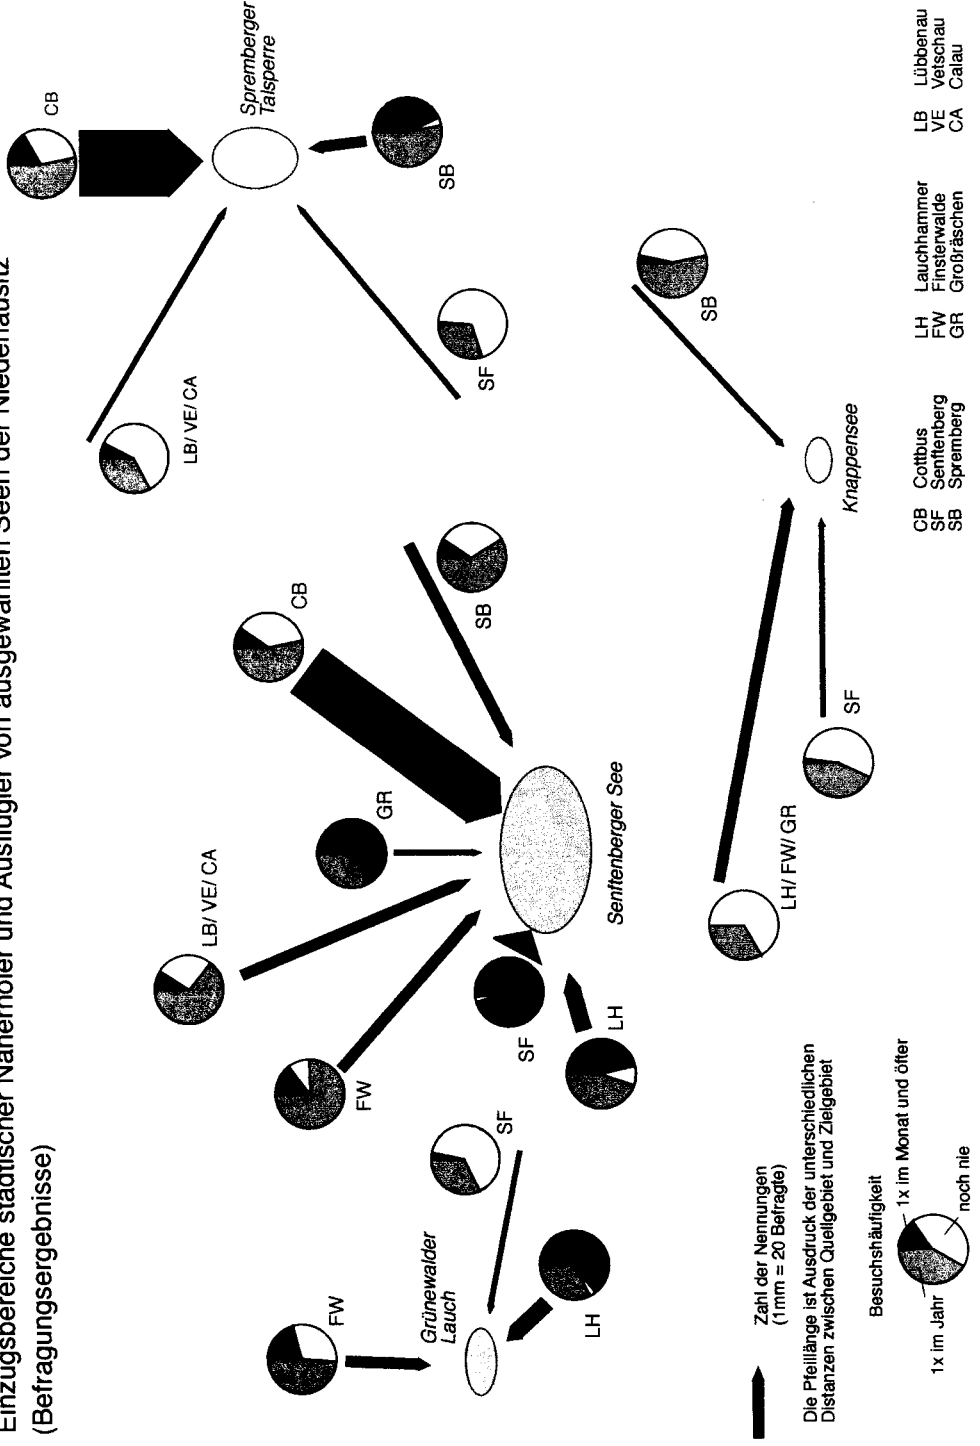 Einzugsbereiche städtischer Naherholer und Ausflügler von ausgewählten Seen der Niederlausitz
(Befragungsergebnisse)
CB
Spremberger
Talsperre
SB
LB/ VE/ CA
SF
CB
SB
GR
LB/ VE/ CA
FW
SF
LH
Senftenberger See
FW
SF
LH
Grünewalder
Lauch
SB
Knappensee
SF
LH/ FW/ GR
Zahl der Nennungen
(1mm = 20 Befragte)
Die Pfeillänge ist Ausdruck der unterschiedlichen
Distanzen zwischen Quellgebiet und Zielgebiet
Besuchshäufigkeit
1x im Monat und öfter
1x im Jahr
noch nie
CB Cottbus
SF Senftenberg
SB Spremberg
LH Lauchhammer
FW Finsterwalde
GR Großräschen
LB Lübbenau
VE Vetschau
CA Calau